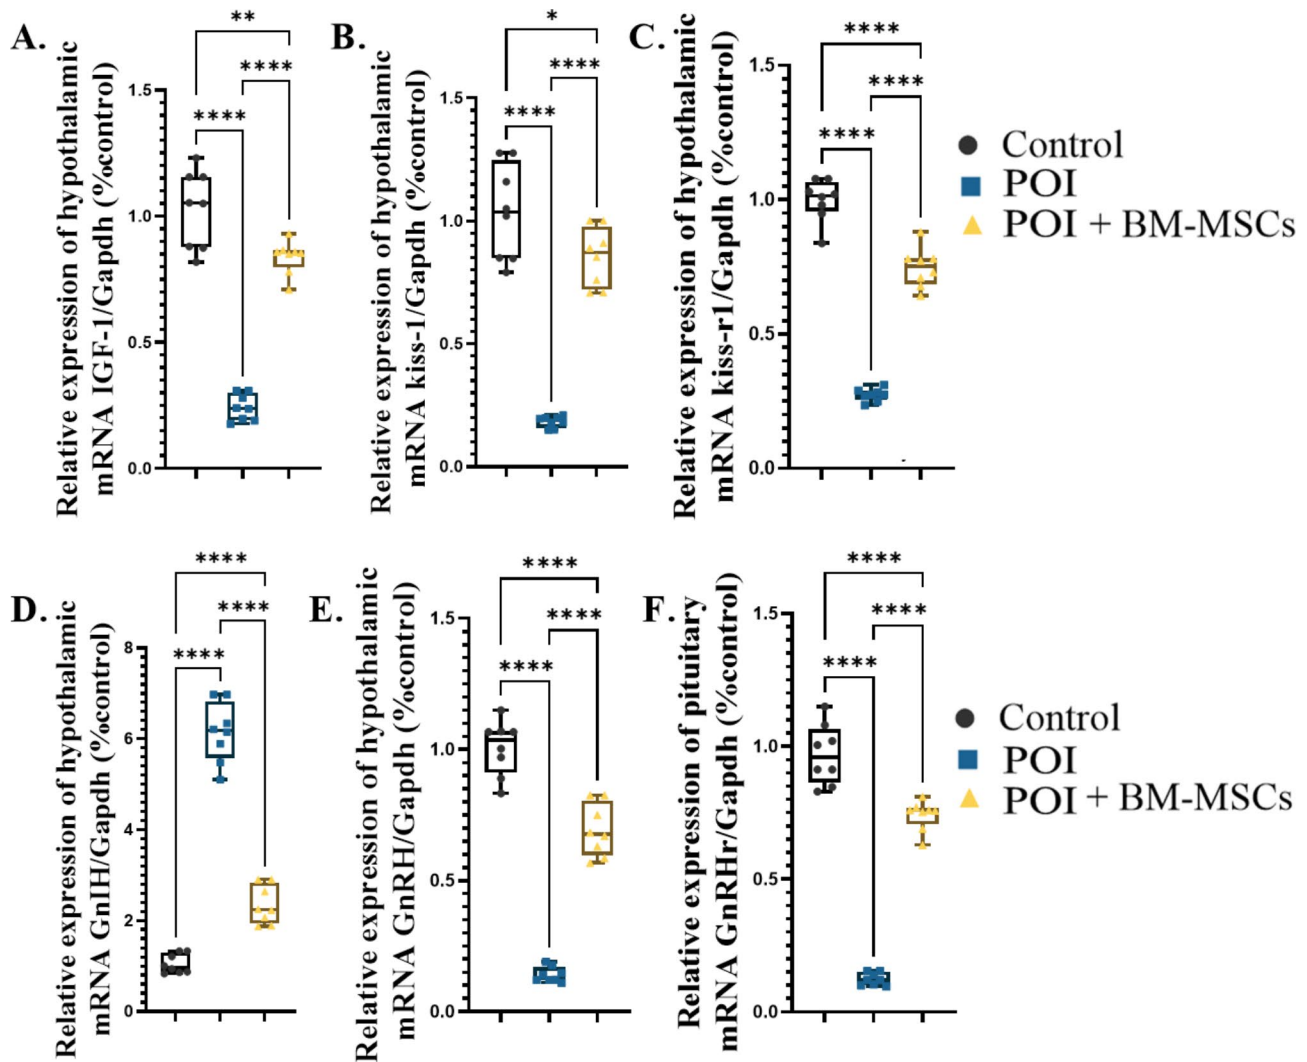 A.
Relative expression of hypothalamic
mRNA IGF-1/Gapdh (%control)
**
****
****
1.5
1.0
0.5
0.0
B.
Relative expression of hypothalamic
mRNA kiss-1/Gapdh (%control)
*
****
****
1.5
1.0
0.5
0.0
C.
Relative expression of hypothalamic
mRNA kiss-r1/Gapdh (%control)
****
****
****
1.5
1.0
0.5
0.0
Control
POI
POI + BM-MSCs
D.
Relative expression of hypothalamic
mRNA GnIH/Gapdh (%control)
****
****
****
8
6
4
2
0
E.
Relative expression of hypothalamic
mRNA GnRH/Gapdh (%control)
****
****
****
1.5
1.0
0.5
0.0
F.
Relative expression of pituitary
mRNA GnRHr/Gapdh (%control)
****
****
****
1.5
1.0
0.5
0.0
Control
POI
POI + BM-MSCs